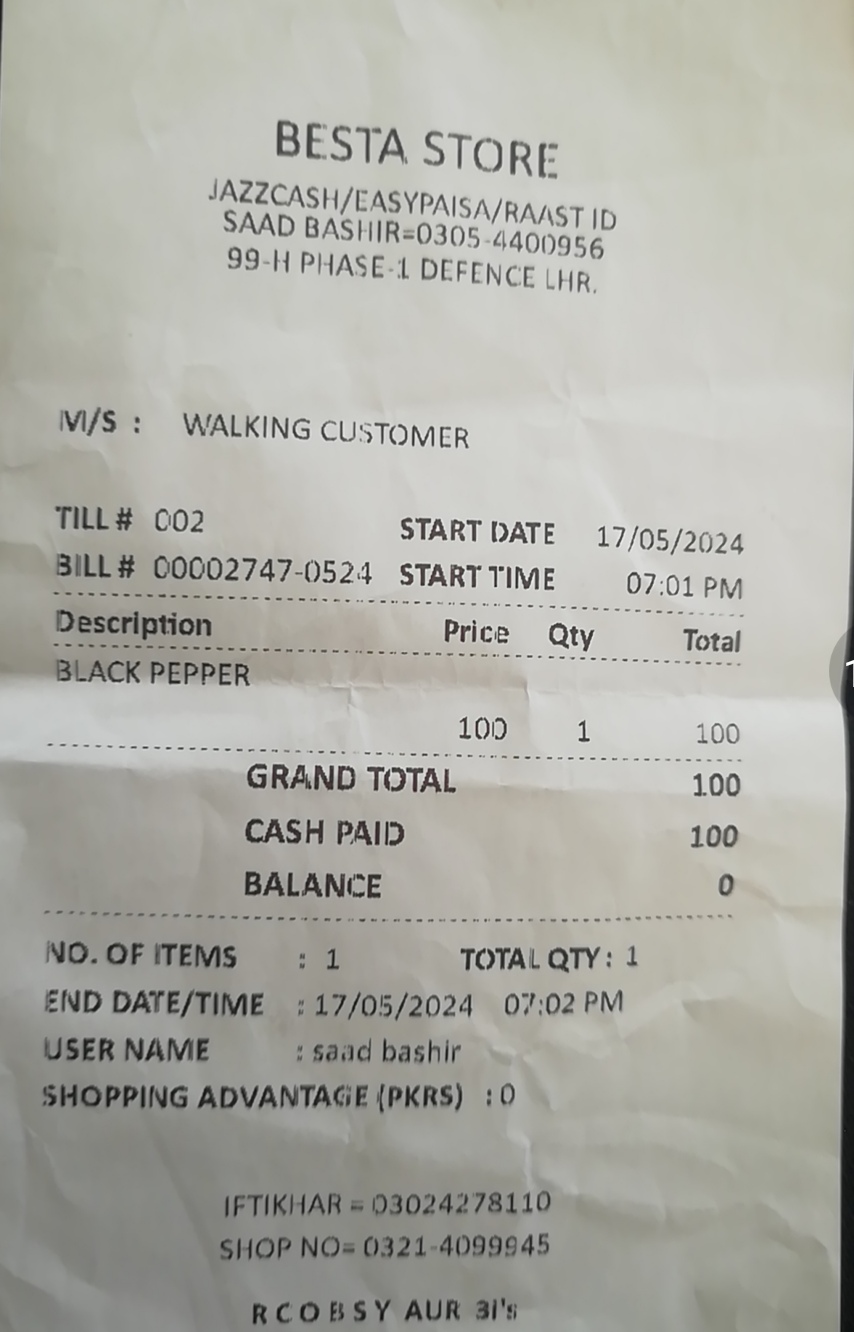 BESTA STORE
JAZZCASH/EASYPAISA/RAAST ID
SAAD BASHIR=0305-4400956
99-H PHASE-1 DEFENCE LHR.
M/S : WALKING CUSTOMER
TILL # 002 START DATE 17/05/2024
BILL # 00002747-0524 START TIME 07:01 PM
Description Price Qty Total
BLACK PEPPER
100 1 100
GRAND TOTAL 100
CASH PAID 100
BALANCE 0
NO. OF ITEMS : 1 TOTAL QTY : 1
END DATE/TIME : 17/05/2024 07:02 PM
USER NAME : saad bashir
SHOPPING ADVANTAGE (PKRS) : 0
IFTIKHAR = 03024278110
SHOP NO= 0321-4099945
R C O B S Y AUR 3i's